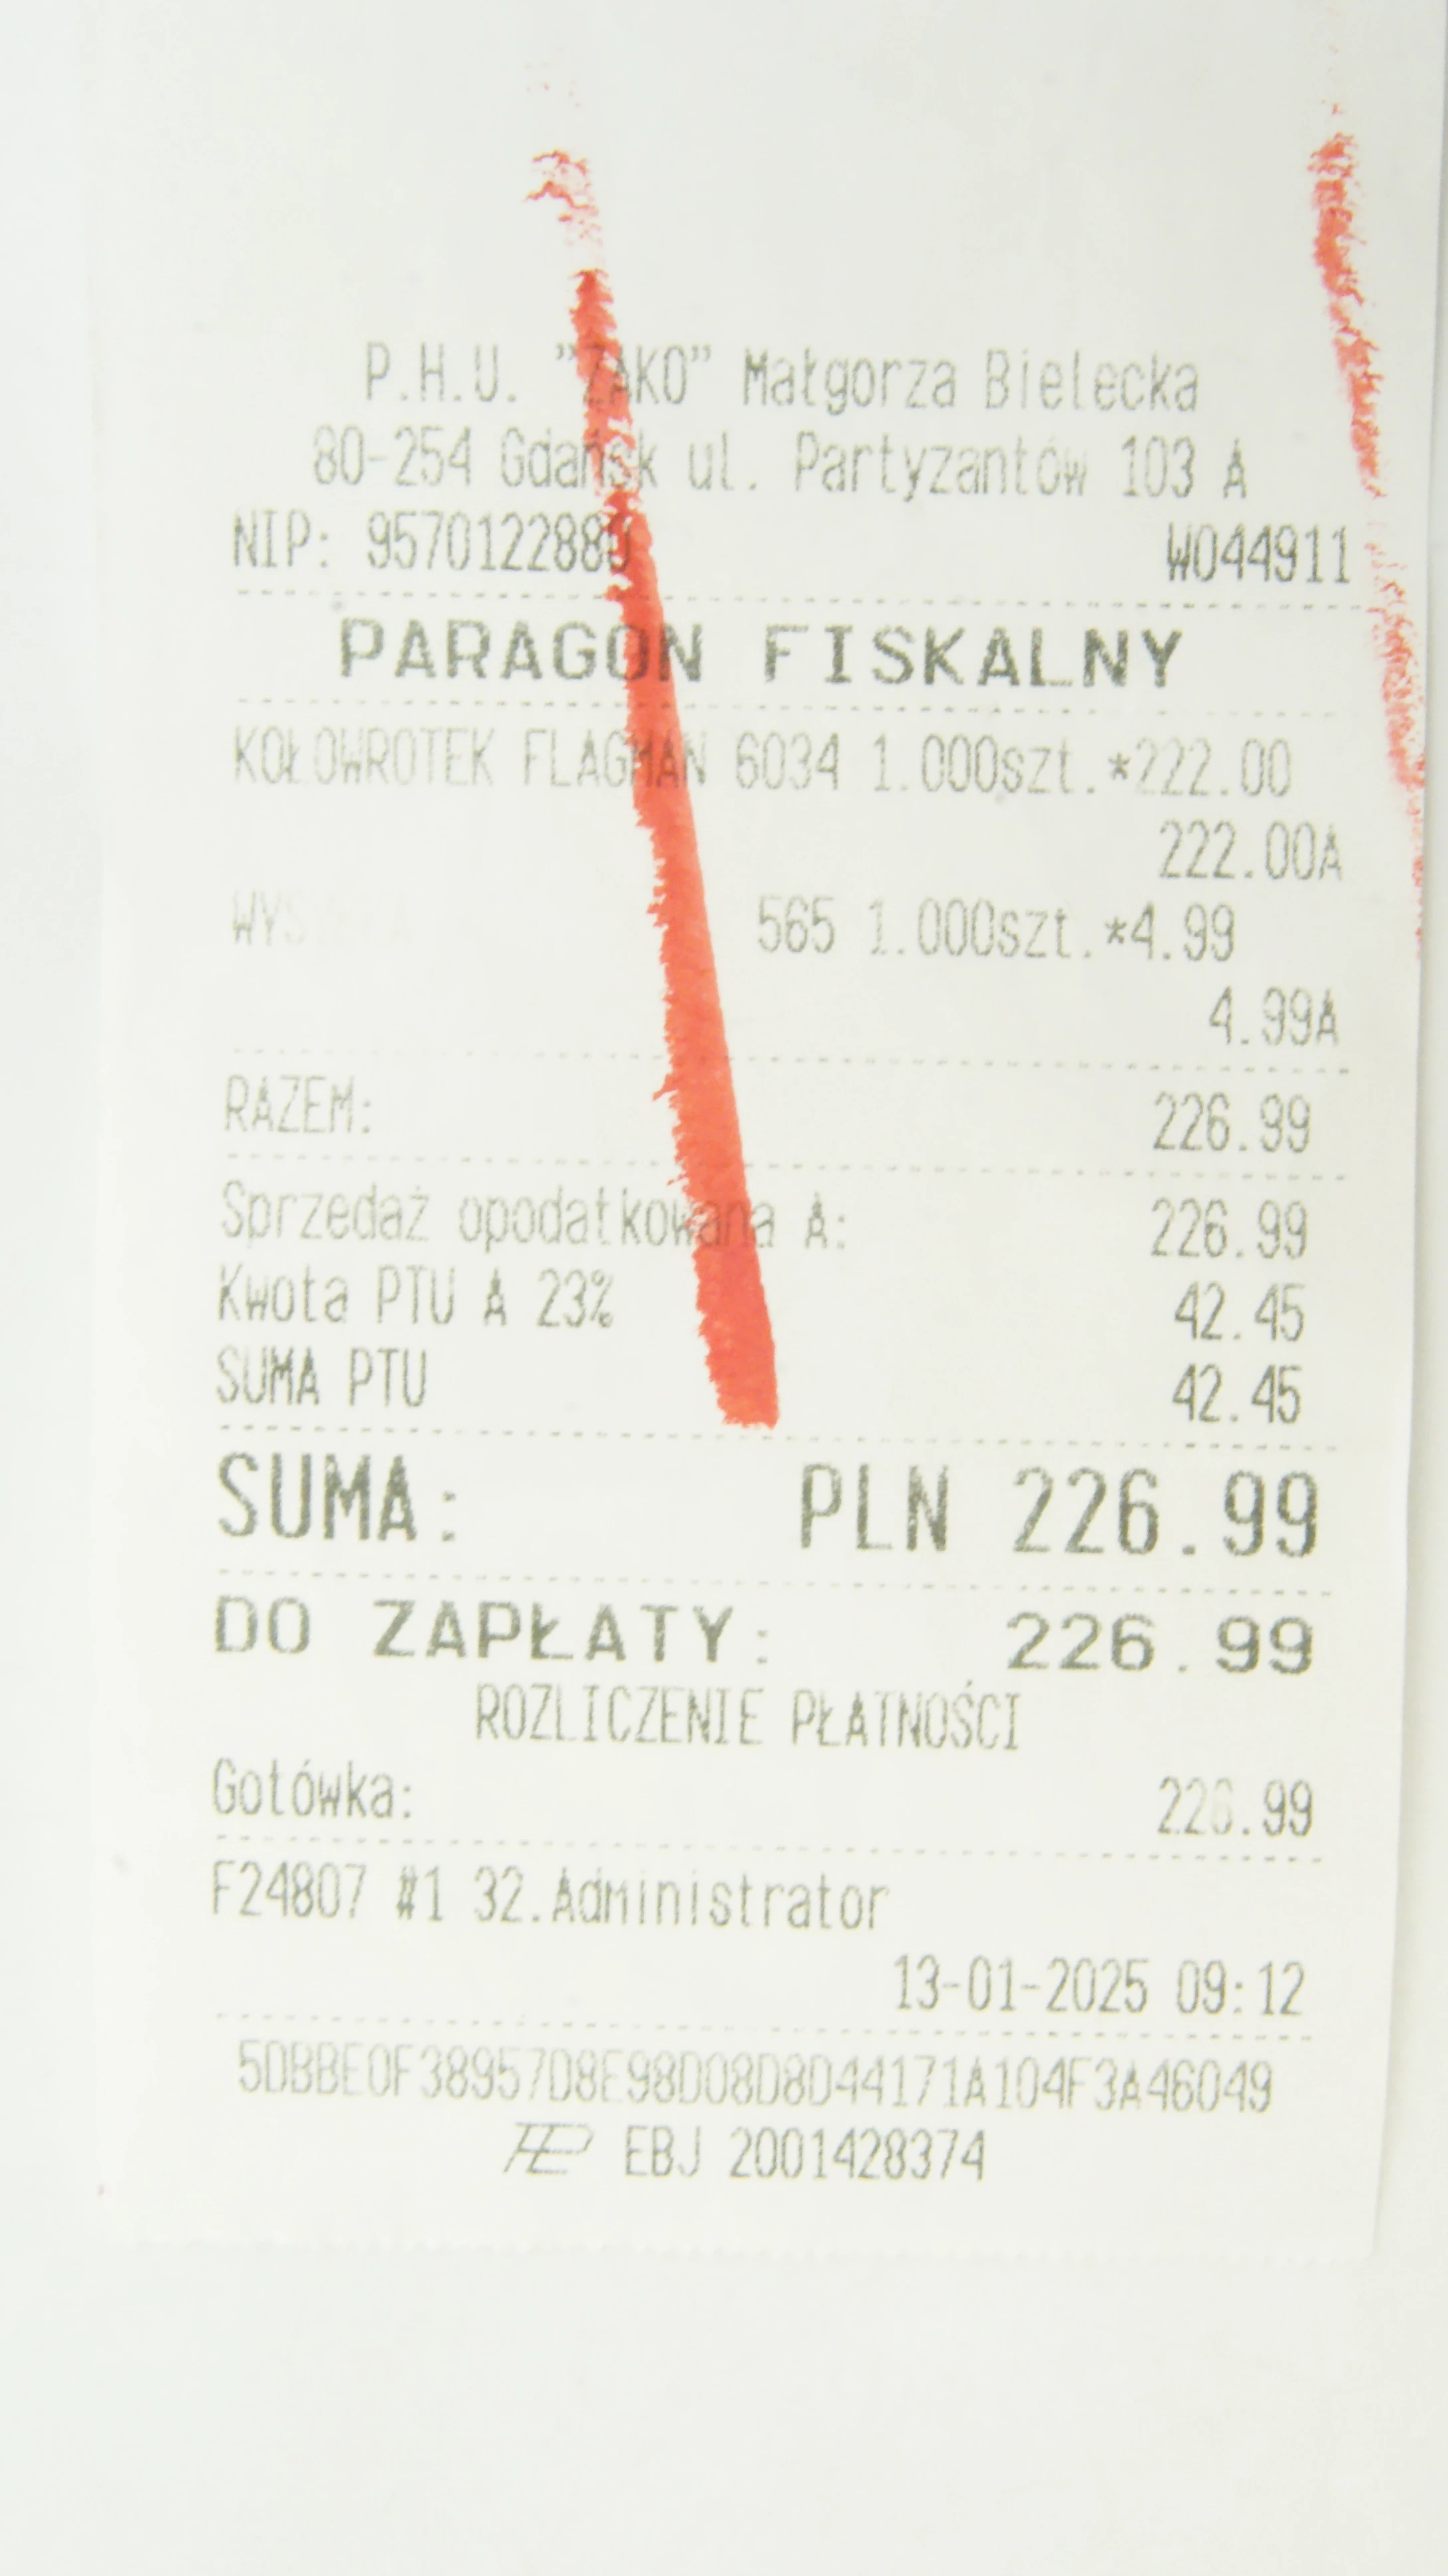 P.H.U. "ZAKO" Małgorzata Bielecka
80-254 Gdańsk ul. Partyzantów 103 A
NIP: 9570122880 W044911
PARAGON FISKALNY
KOŁOWROTEK FLAGMAN 6034 1.000szt.*222.00
222.00A
565 1.000szt.*4.99
4.99A
RAZEM: 226.99
Sprzedaż opodatkowana A: 226.99
Kwota PTU A 23% 42.45
SUMA PTU 42.45
SUMA: PLN 226.99
DO ZAPŁATY: 226.99
ROZLICZENIE PŁATNOŚCI
Gotówka: 226.99
F24807 #1 32.Administrator
13-01-2025 09:12
5DBBE0F38957D8E98D08D8D44171A104F3A46049
EBJ 2001428374